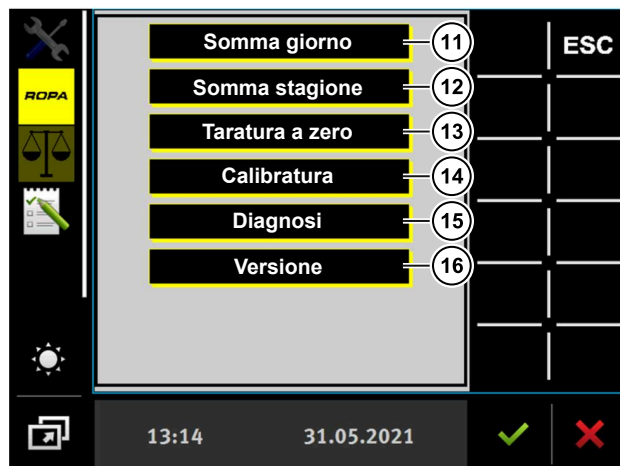 Somma giorno 11
ESC
Somma stagione 12
ROPA
Taratura a zero 13
Calibratura 14
Diagnosi 15
Versione 16
13:14 31.05.2021